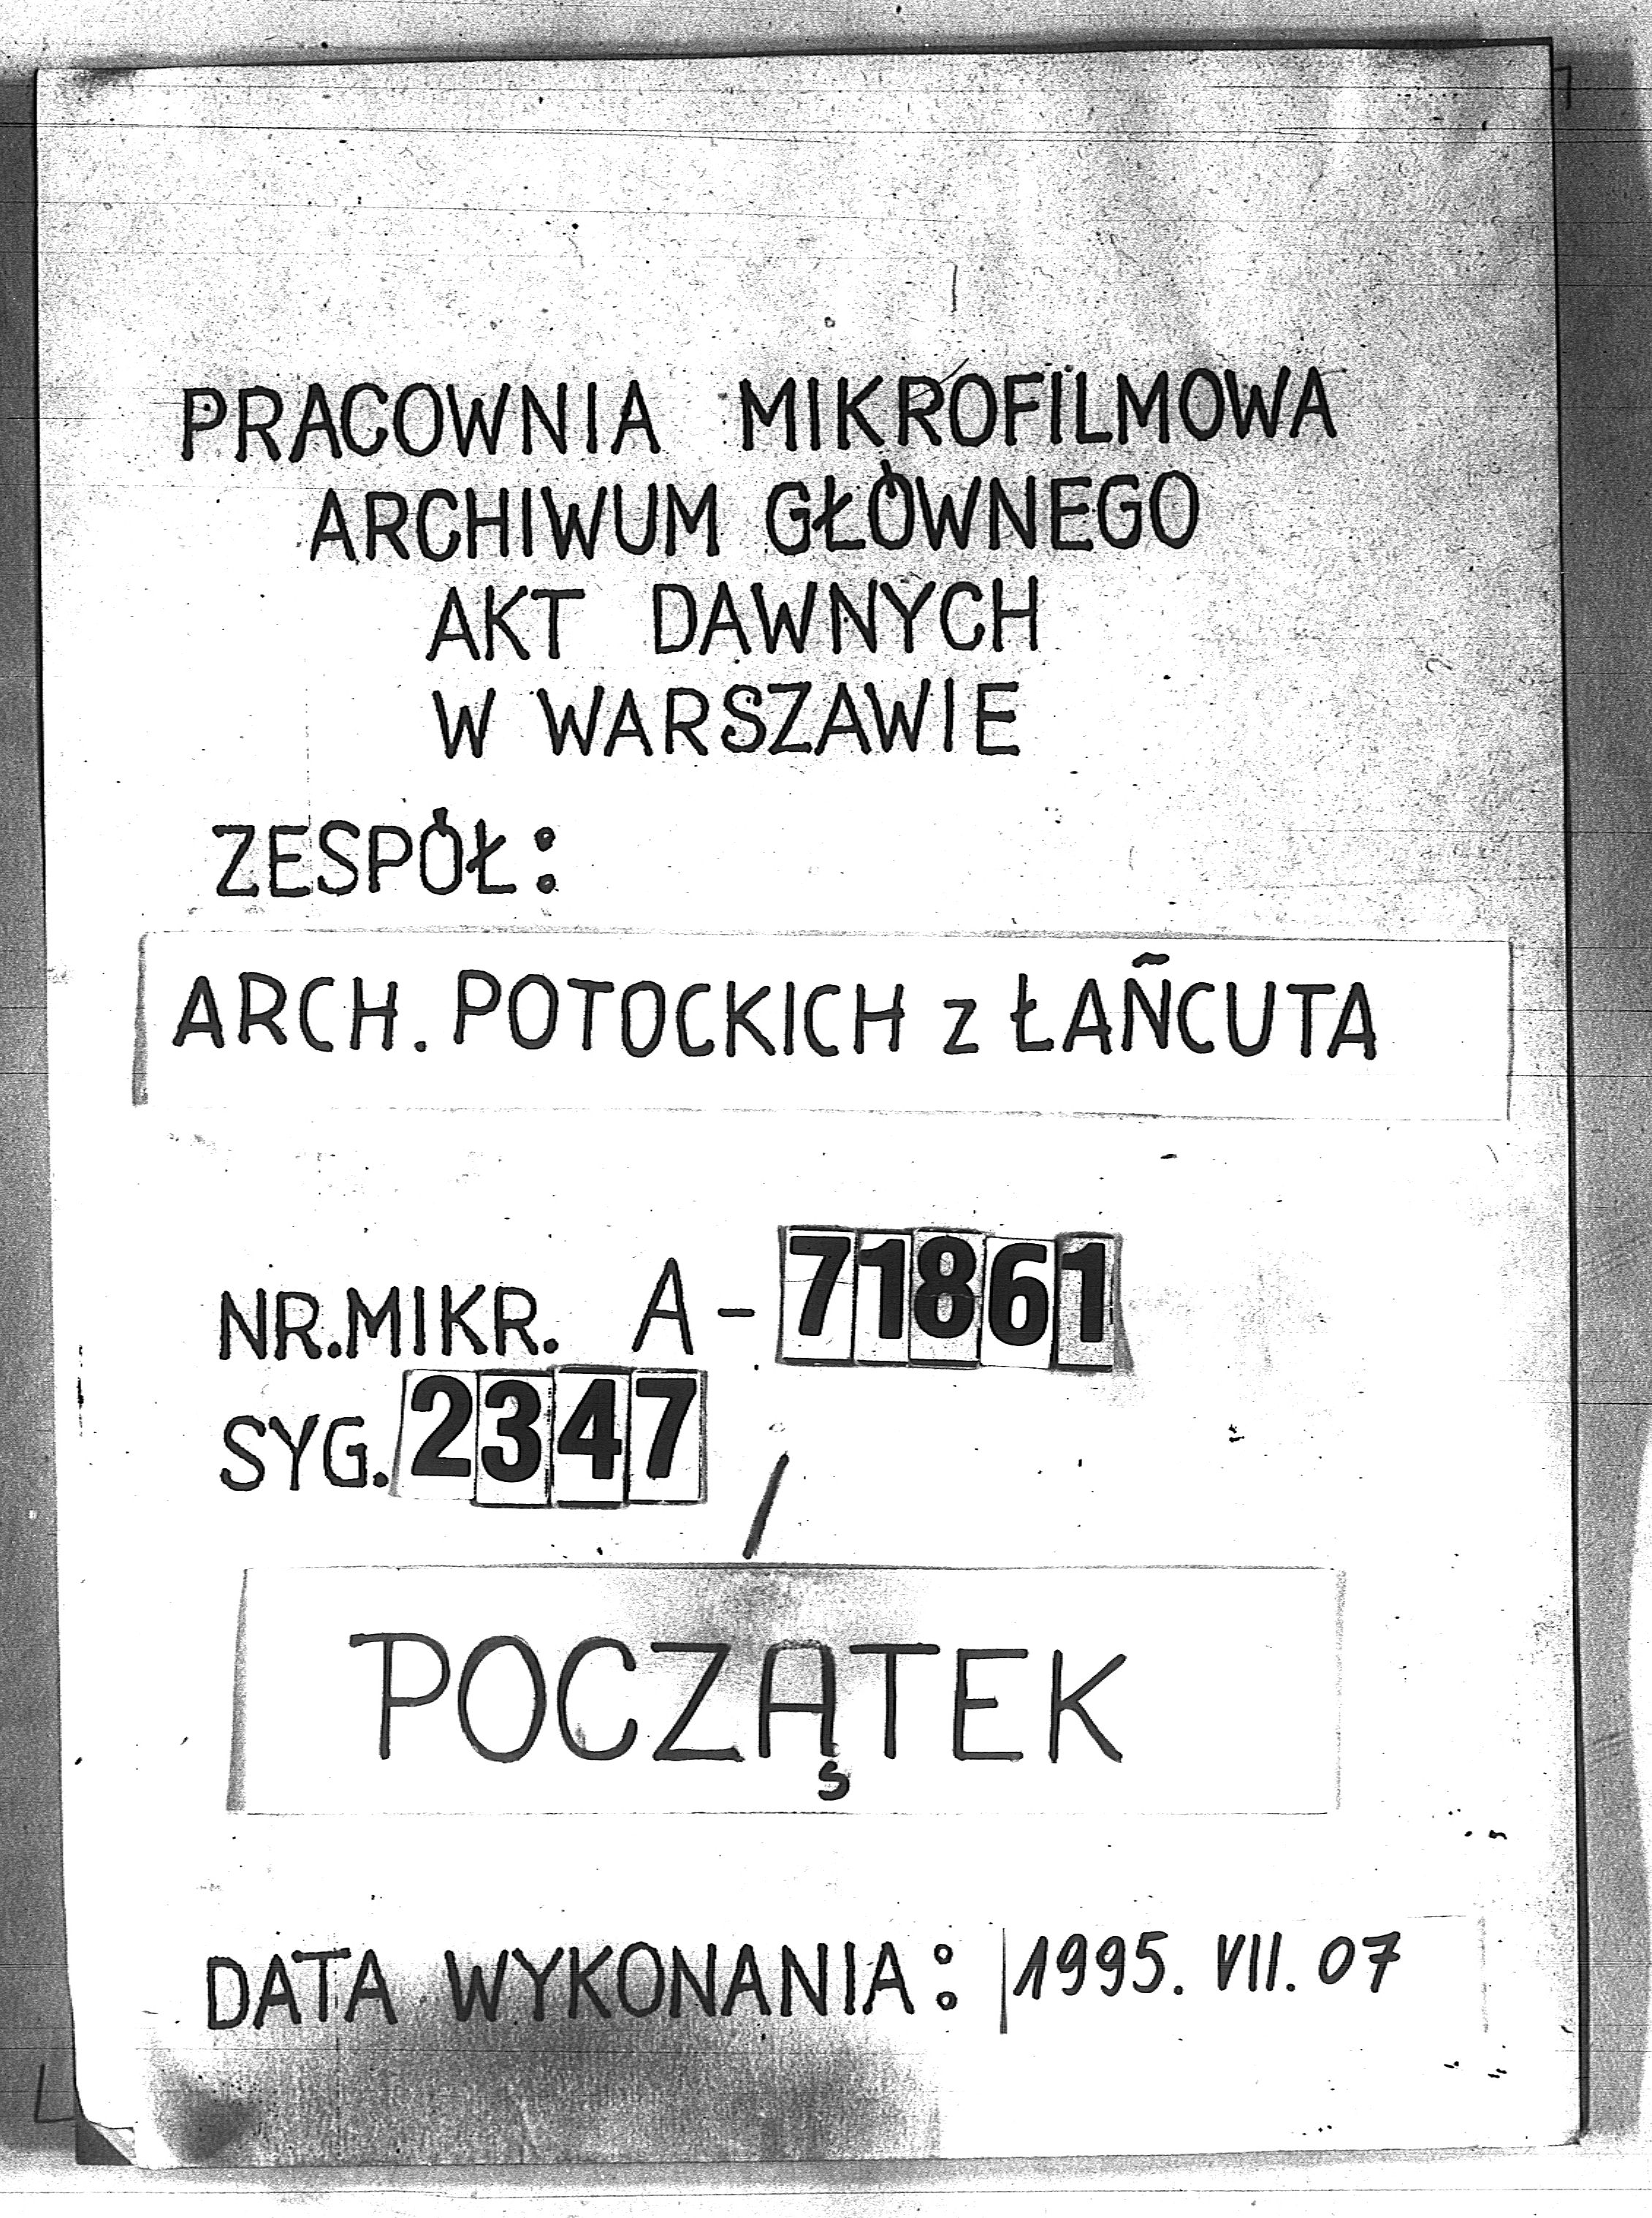 PRACOWNIA MIKROFILMOWA
ARCHIWUM GŁÓWNEGO
AKT DAWNYCH
W WARSZAWIE
ZESPÓŁ:
ARCH. POTOCKICH z ŁAŃCUTA
NR.MIKR. A-71861
SYG. 2347
POCZĄTEK
DATA WYKONANIA: 1995. VII. 07